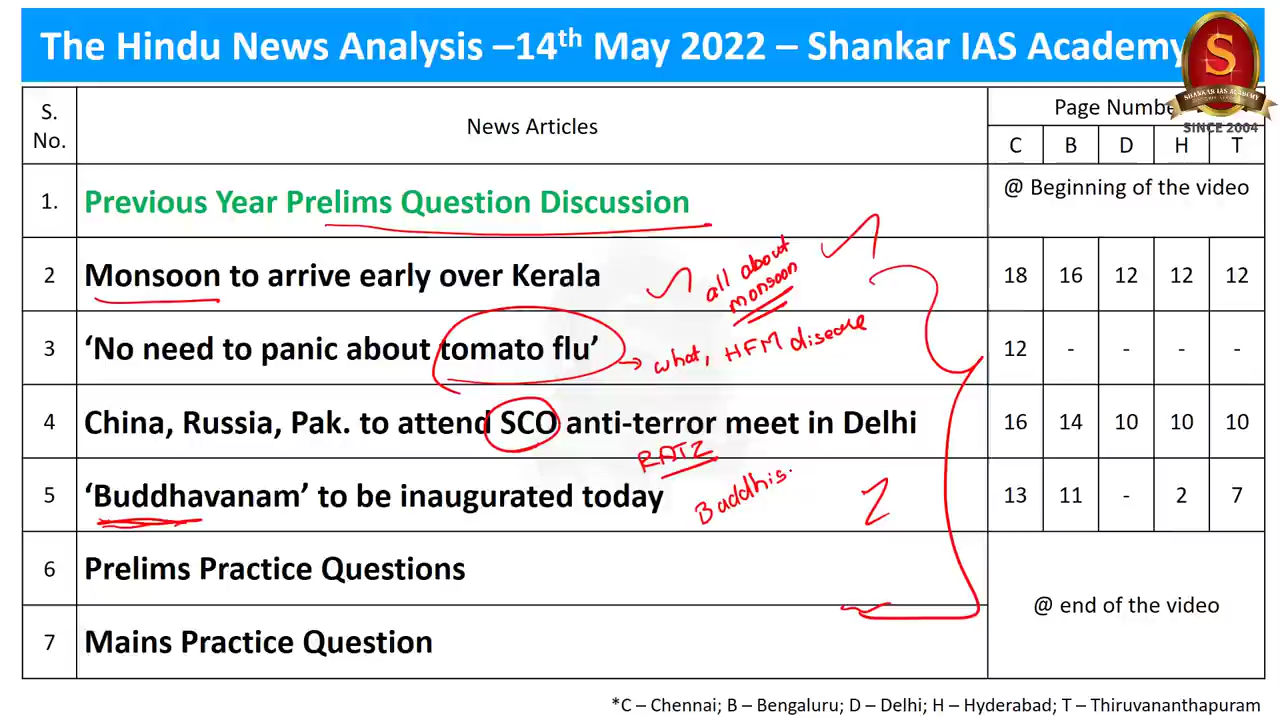 The Hindu News Analysis –14th May 2022 – Shankar IAS Academy
S
SHANKAR IAS ACADEMY
SINCE 2004
S. No.
News Articles
Page Number
C B D H T
1. Previous Year Prelims Question Discussion @ Beginning of the video
2 Monsoon to arrive early over Kerala 18 16 12 12 12
all about
monsoon
3 ‘No need to panic about tomato flu’ 12 - - - -
what, HFM disease
4 China, Russia, Pak. to attend SCO anti-terror meet in Delhi 16 14 10 10 10
5 ‘Buddhavanam’ to be inaugurated today 13 11 - 2 7
6 Prelims Practice Questions @ end of the video
7 Mains Practice Question
*C – Chennai; B – Bengaluru; D – Delhi; H – Hyderabad; T – Thiruvananthapuram